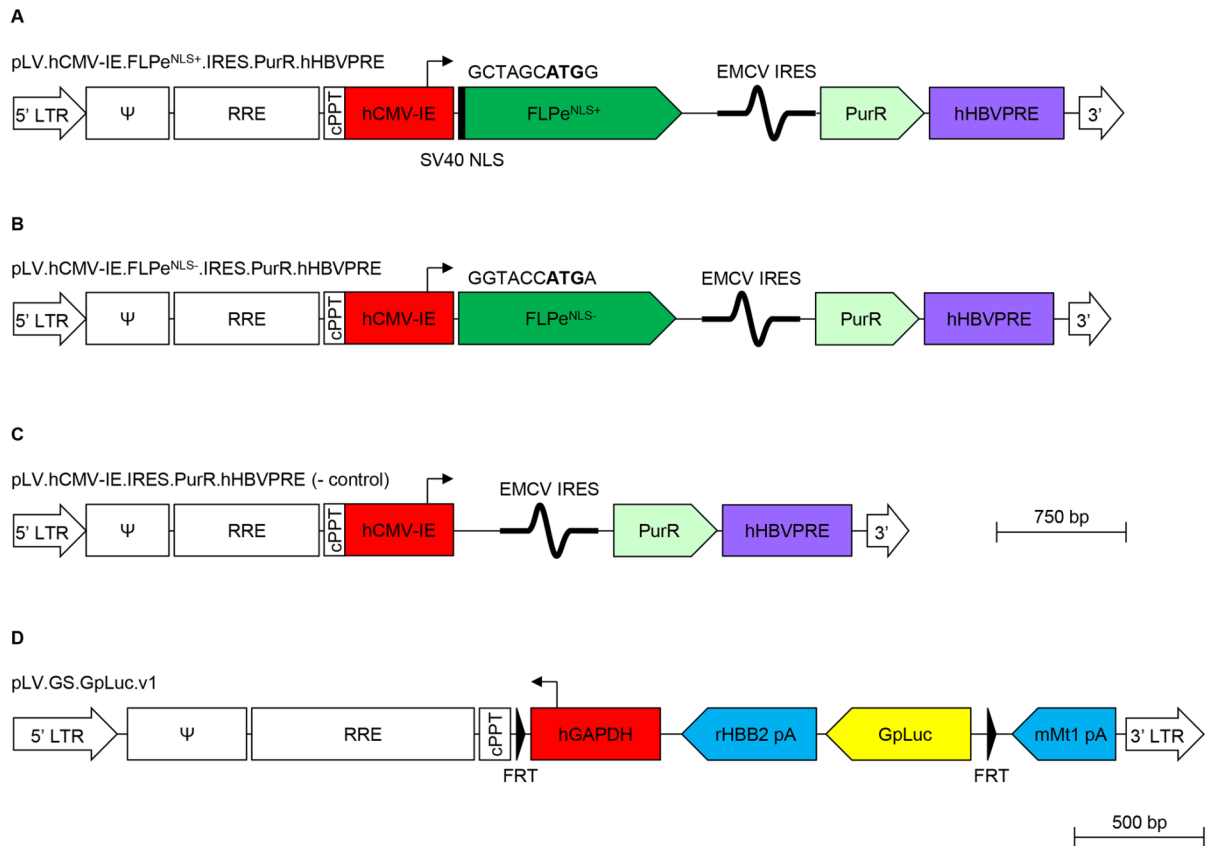 A
pLV.hCMV-IE.FLPeNLS+.IRES.PurR.hHBVPRE
GCTAGCATGG
EMCV IRES
5' LTR
Ψ
RRE
cPPT
hCMV-IE
FLPeNLS+
PurR
hHBVPRE
3'
SV40 NLS
B
pLV.hCMV-IE.FLPeNLS-.IRES.PurR.hHBVPRE
GGTACCATGA
EMCV IRES
5' LTR
Ψ
RRE
cPPT
hCMV-IE
FLPeNLS-
PurR
hHBVPRE
3'
C
pLV.hCMV-IE.IRES.PurR.hHBVPRE (- control)
EMCV IRES
5' LTR
Ψ
RRE
cPPT
hCMV-IE
PurR
hHBVPRE
3'
750 bp
D
pLV.GS.GpLuc.v1
5' LTR
Ψ
RRE
cPPT
hGAPDH
rHBB2 pA
GpLuc
mMt1 pA
3' LTR
FRT
FRT
500 bp